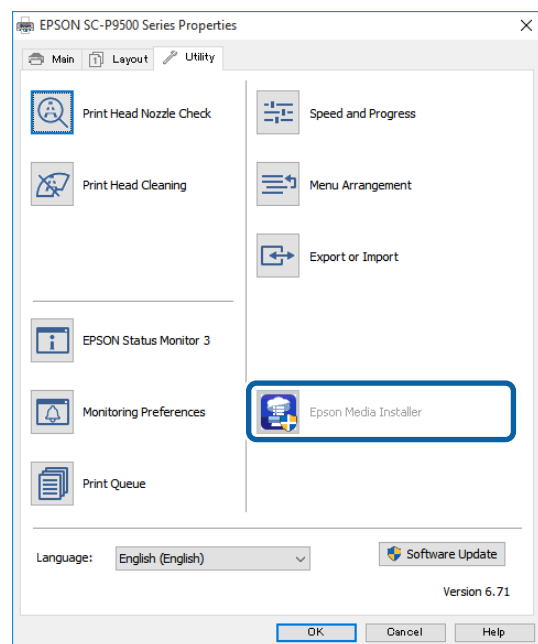 EPSON SC-P9500 Series Properties
Main
Layout
Utility
Print Head Nozzle Check
Speed and Progress
Print Head Cleaning
Menu Arrangement
Export or Import
EPSON Status Monitor 3
Monitoring Preferences
Epson Media Installer
Print Queue
Language:
English (English)
Software Update
Version 6.71
OK
Cancel
Help